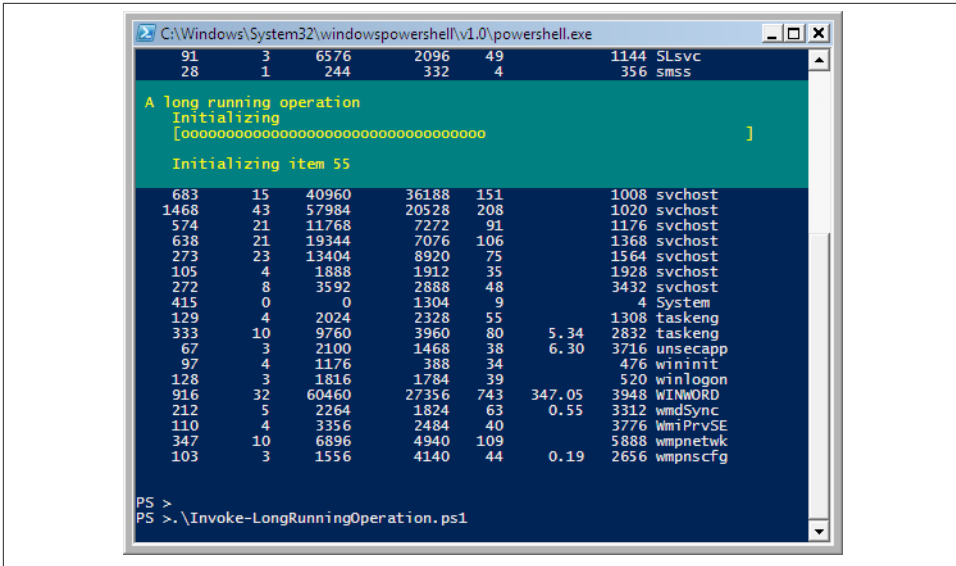 C:\Windows\System32\windowspowershell\v1.0\powershell.exe
91 3 6576 2096 49 1144 SLsvc
28 1 244 332 4 356 smss
A long running operation
Initializing
[oooooooooooooooooooooooooooooooooo ]
Initializing item 55
683 15 40960 36188 151 1008 svchost
1468 43 57984 20528 208 1020 svchost
574 21 11768 7272 91 1176 svchost
638 21 19344 7076 106 1368 svchost
273 23 13404 8920 75 1564 svchost
105 4 1888 1912 35 1928 svchost
272 8 3592 2888 48 3432 svchost
415 0 0 1304 9 4 System
129 4 2024 2328 55 1308 taskeng
333 10 9760 3960 80 5.34 2832 taskeng
67 3 2100 1468 38 6.30 3716 unsecapp
97 4 1176 388 34 476 wininit
128 3 1816 1784 39 520 winlogon
916 32 60460 27356 743 347.05 3948 WINWORD
212 5 2264 1824 63 0.55 3312 wmdSync
110 4 3356 2484 40 3776 WmiPrvSE
347 10 6896 4940 109 5888 wmpnetwk
103 3 1556 4140 44 0.19 2656 wmpnscfg
PS >
PS >.\Invoke-LongRunningOperation.ps1